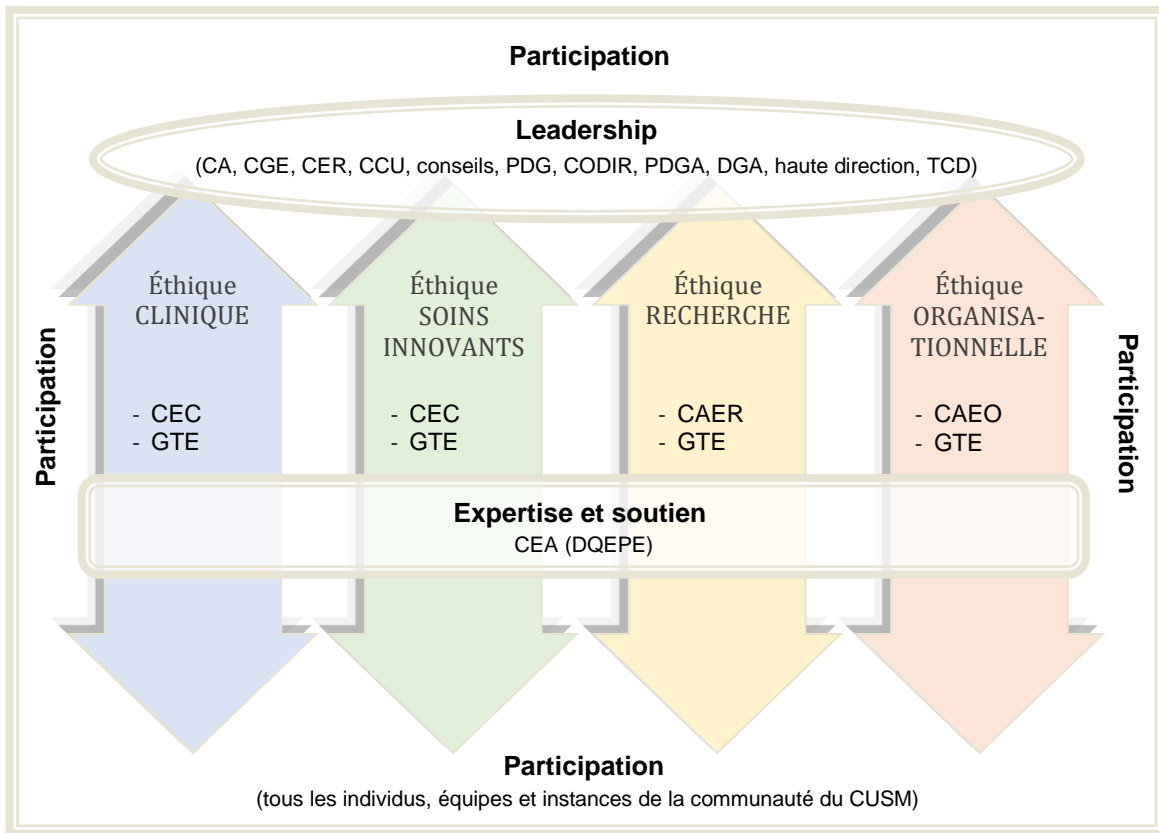 Participation
Leadership
(CA, CGE, CER, CCU, conseils, PDG, CODIR, PDGA, DGA, haute direction, TCD)
Participation
Éthique
CLINIQUE
- CEC
- GTE
Éthique
SOINS
INNOVANTS
- CEC
- GTE
Éthique
RECHERCHE
- CAER
- GTE
Éthique
ORGANISA-
TIONNELLE
- CAEO
- GTE
Participation
Expertise et soutien
CEA (DQEPE)
Participation
(tous les individus, équipes et instances de la communauté du CUSM)